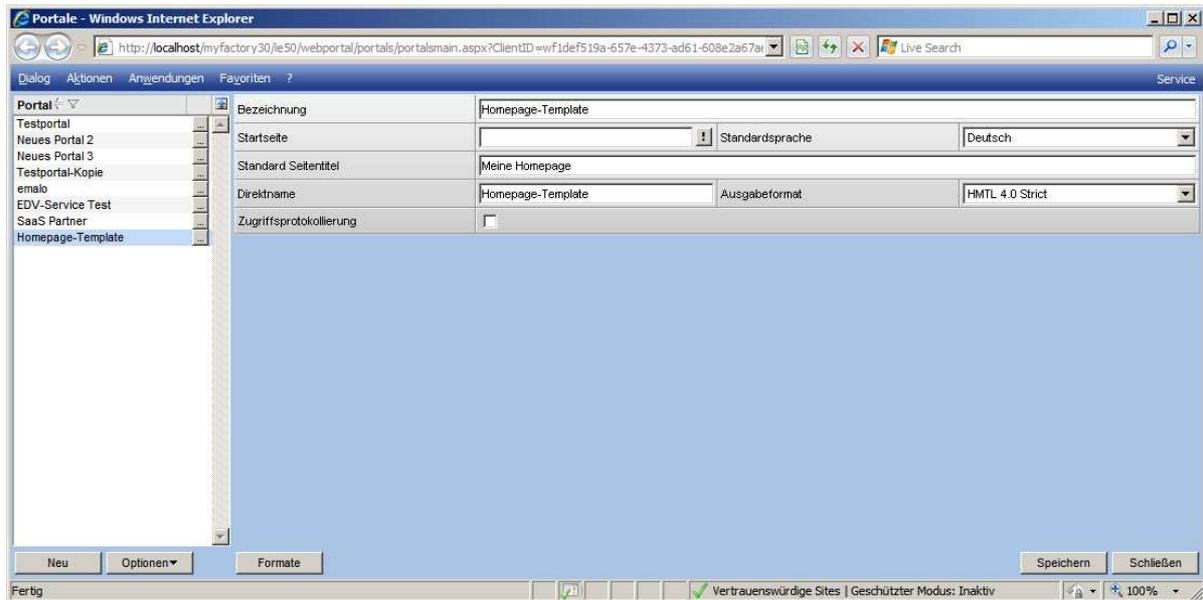 Portale - Windows Internet Explorer
http://localhost/myfactory30/ie50/webportal/portals/portalsmain.aspx?ClientID=wf1def519a-657e-4373-ad61-608e2a67a
Live Search
Dialog Aktionen Anwendungen Favoriten ? Service
Portal
Testportal ...
Neues Portal 2 ...
Neues Portal 3 ...
Testportal-Kopie ...
emalo ...
EDV-Service Test ...
SaaS Partner ...
Homepage-Template ...
Bezeichnung Homepage-Template
Startseite ! Standardsprache Deutsch
Standard Seitentitel Meine Homepage
Direktname Homepage-Template Ausgabeformat HMTL 4.0 Strict
Zugriffsprotokollierung
Neu Optionen Formate Speichern Schließen
Fertig Vertrauenswürdige Sites | Geschützter Modus: Inaktiv 100%